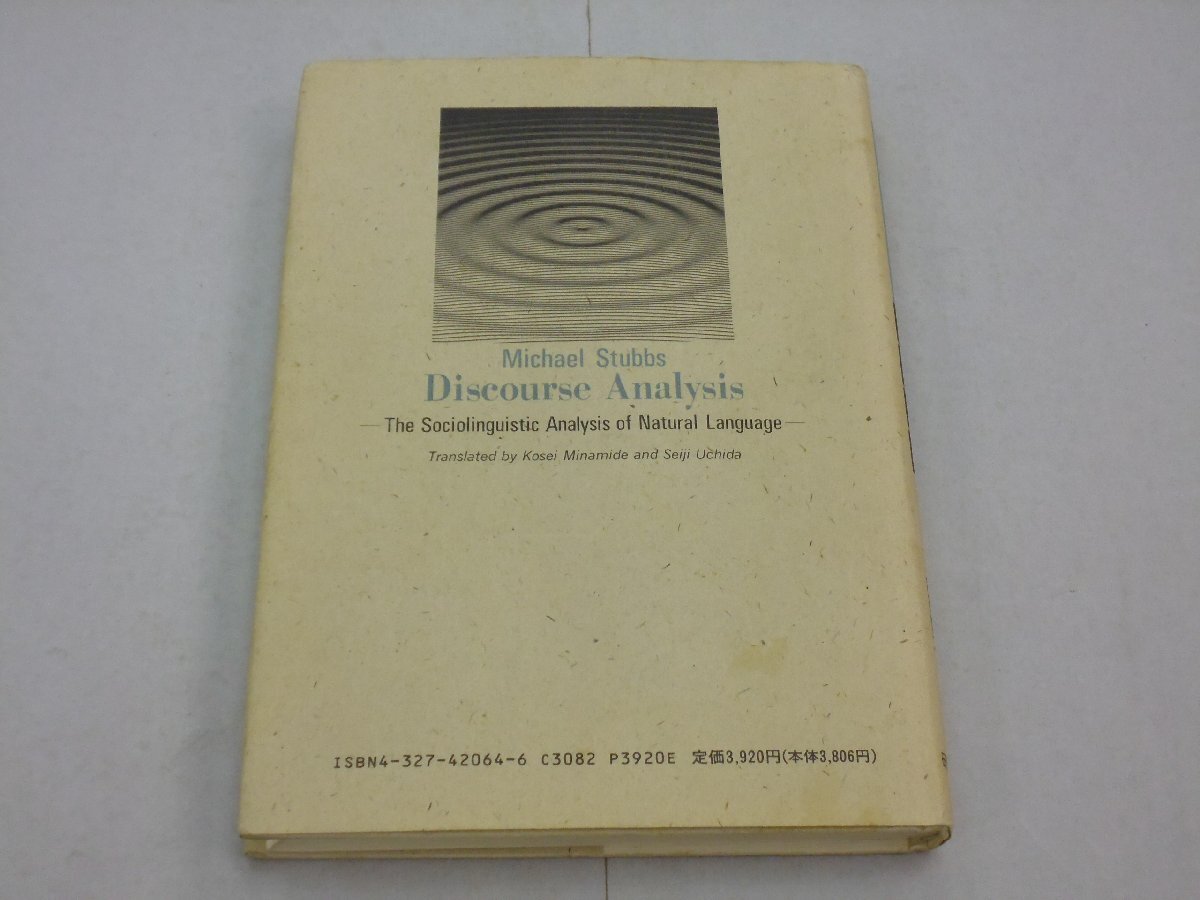 Michael Stubbs
Discourse Analysis
—The Sociolinguistic Analysis of Natural Language—
Translated by Kosei Minamide and Seiji Uchida
ISBN4-327-42064-6 C3082 P3920E 定価3,920円(本体3,806円)